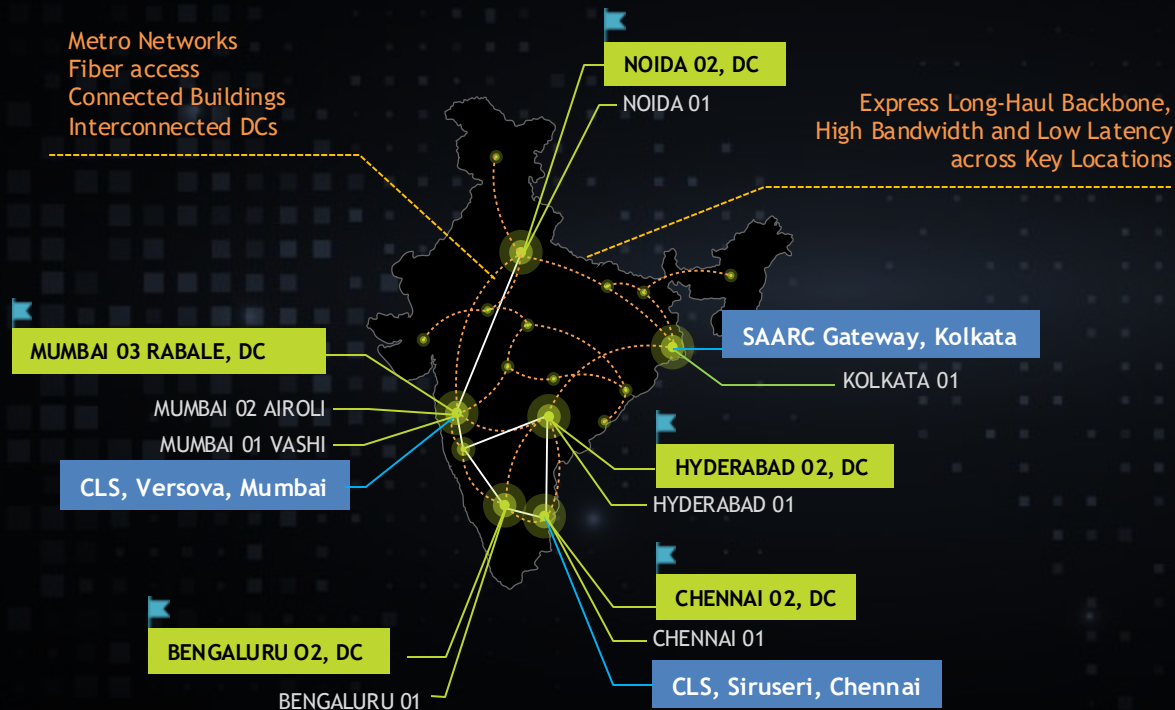 Metro Networks
Fiber access
Connected Buildings
Interconnected DCs
NOIDA 02, DC
NOIDA 01
Express Long-Haul Backbone,
High Bandwidth and Low Latency
across Key Locations
MUMBAI 03 RABALE, DC
MUMBAI 02 AIROLI
MUMBAI 01 VASHI
CLS, Versova, Mumbai
SAARC Gateway, Kolkata
KOLKATA 01
HYDERABAD 02, DC
HYDERABAD 01
CHENNAI 02, DC
CHENNAI 01
CLS, Siruseri, Chennai
BENGALURU O2, DC
BENGALURU 01